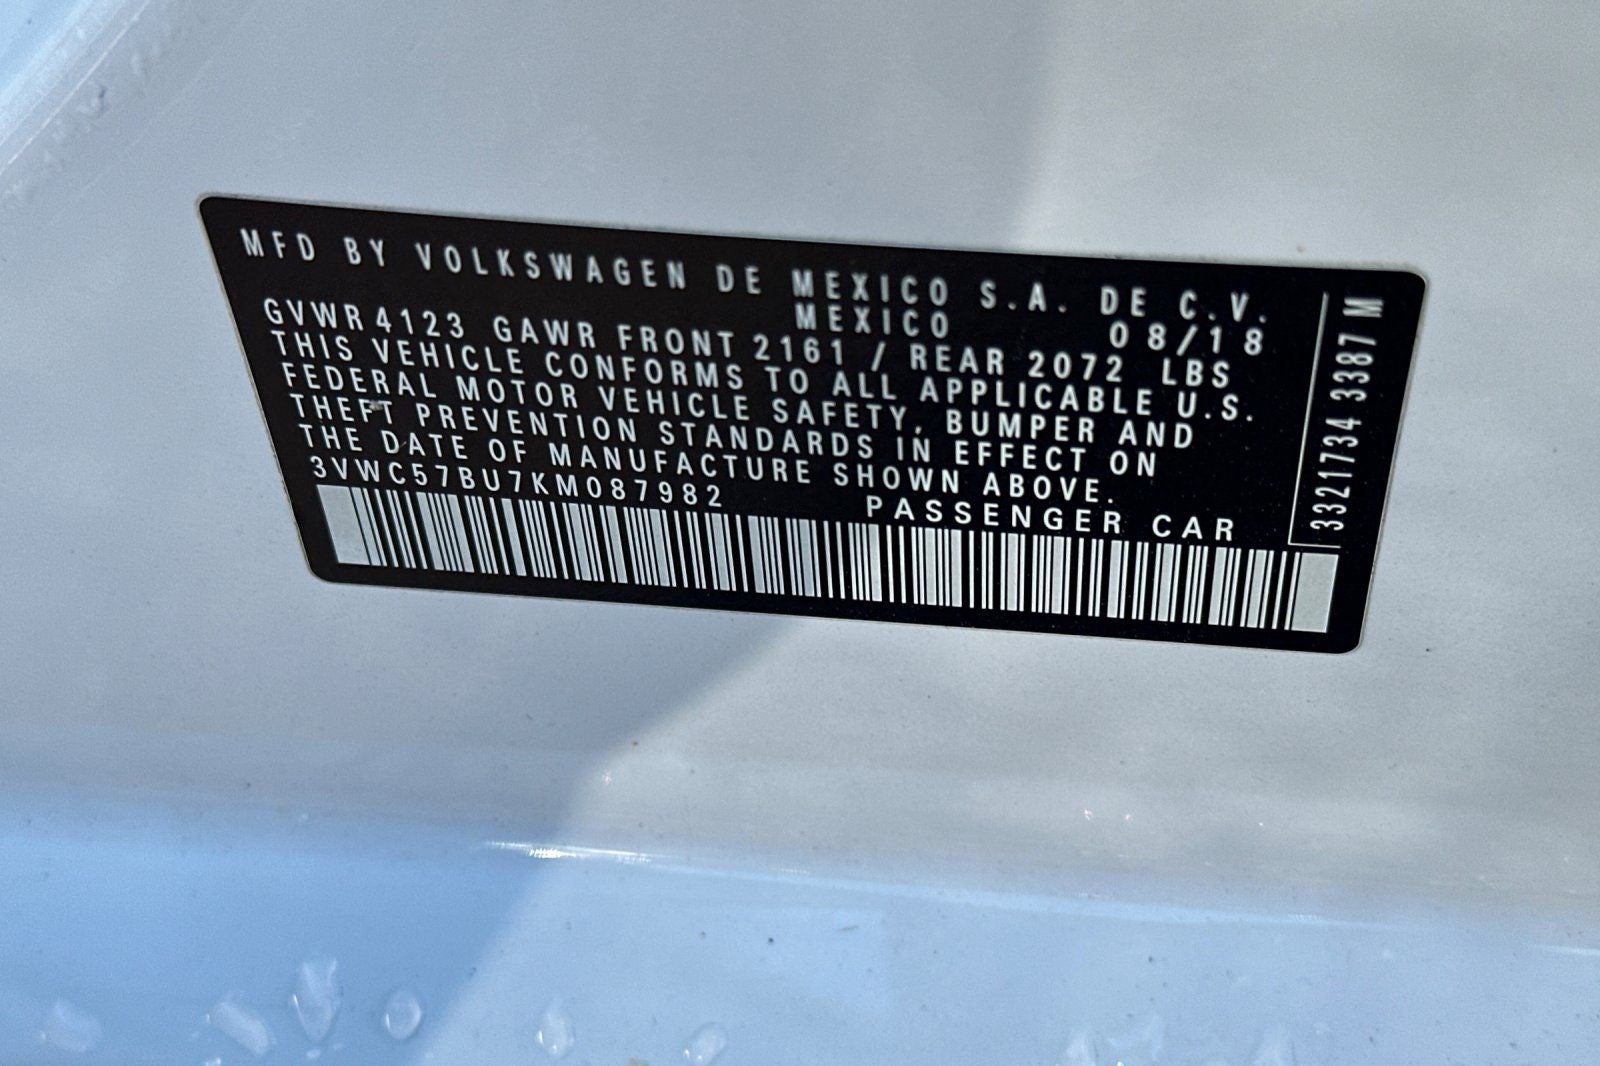 MFD BY VOLKSWAGEN DE MEXICO S.A. DE C.V.
MEXICO 08/18
GVWR 4123 GAWR FRONT 2161 / REAR 2072 LBS
THIS VEHICLE CONFORMS TO ALL APPLICABLE U.S.
FEDERAL MOTOR VEHICLE SAFETY, BUMPER AND
THEFT PREVENTION STANDARDS IN EFFECT ON
THE DATE OF MANUFACTURE SHOWN ABOVE.
3VWC57BU7KM087982 PASSENGER CAR
3321734 3387 M